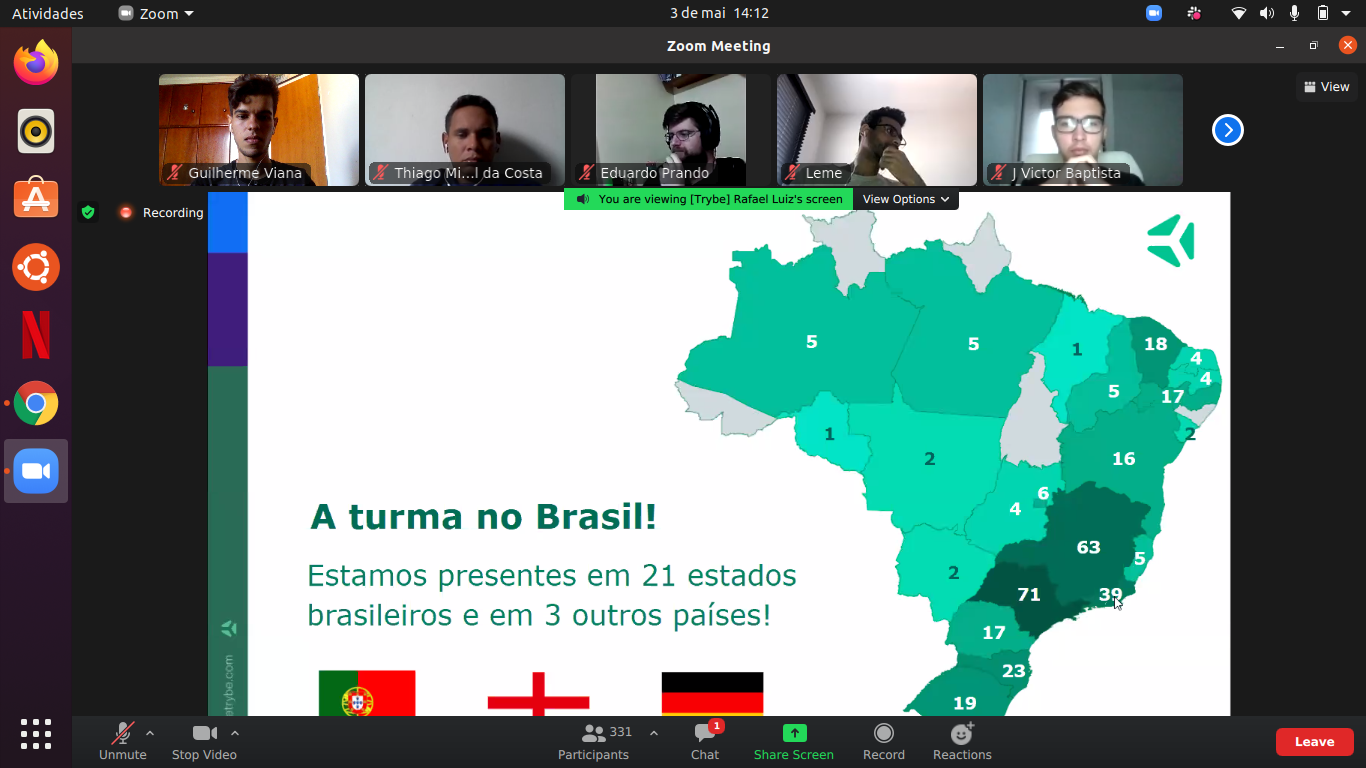 Atividades
Zoom
3 de mai 14:12
Zoom Meeting
Guilherme Viana
Thiago Mi...l da Costa
Eduardo Prando
Leme
J Victor Baptista
View
Recording
You are viewing [Trybe] Rafael Luiz's screen
View Options
5
5
1
18
4
4
5
17
1
2
2
16
6
4
63
5
2
71
39
17
23
19
A turma no Brasil!
Estamos presentes em 21 estados
brasileiros e em 3 outros países!
etrybe.com
Unmute
Stop Video
331
Participants
1
Chat
Share Screen
Record
Reactions
Leave